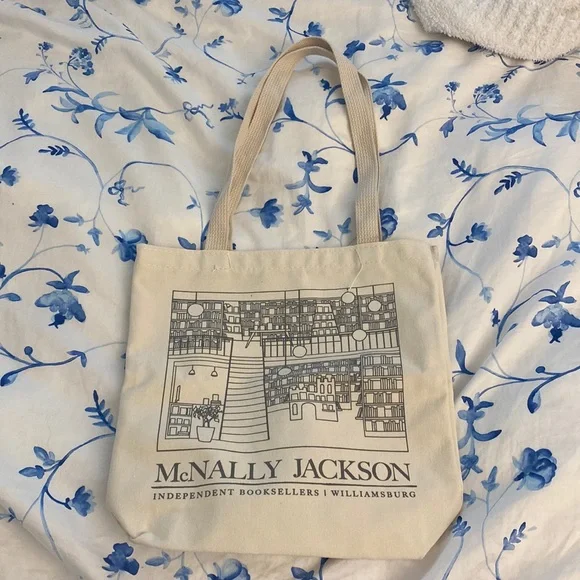 McNALLY JACKSON
INDEPENDENT BOOKSELLERS | WILLIAMSBURG